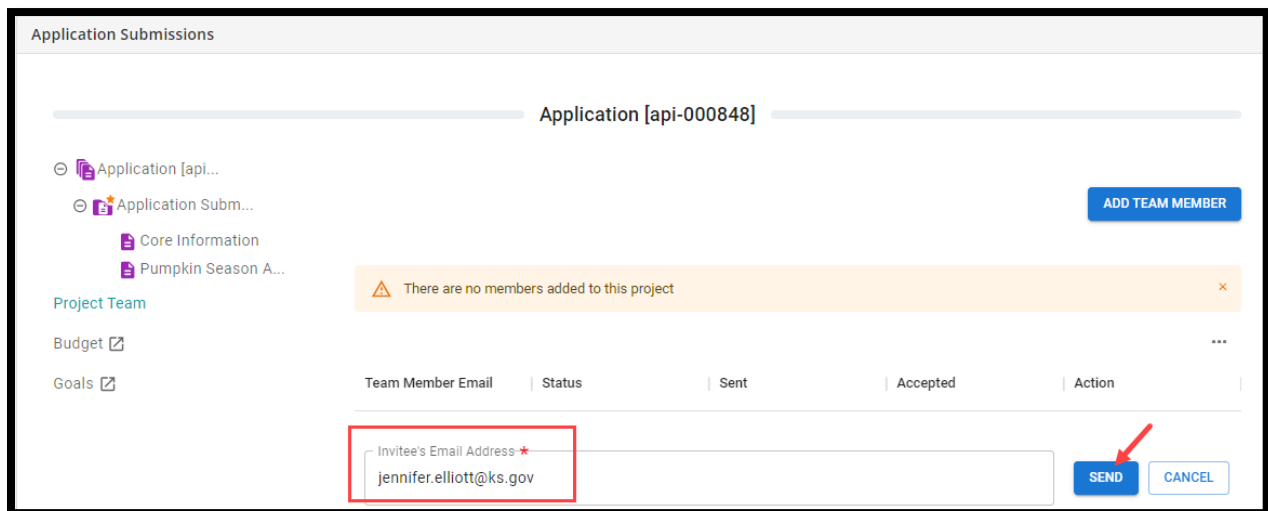 Application Submissions
Application [api-000848]
Application [api...
Application Subm...
ADD TEAM MEMBER
Core Information
Pumpkin Season A...
There are no members added to this project ×
Project Team
Budget
...
Goals
Team Member Email Status Sent Accepted Action
Invitee's Email Address *
jennifer.elliott@ks.gov
SEND CANCEL